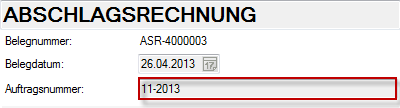 ABSCHLAGSRECHNUNG
Belegnummer: ASR-4000003
Belegdatum: 26.04.2013
Auftragsnummer: 11-2013